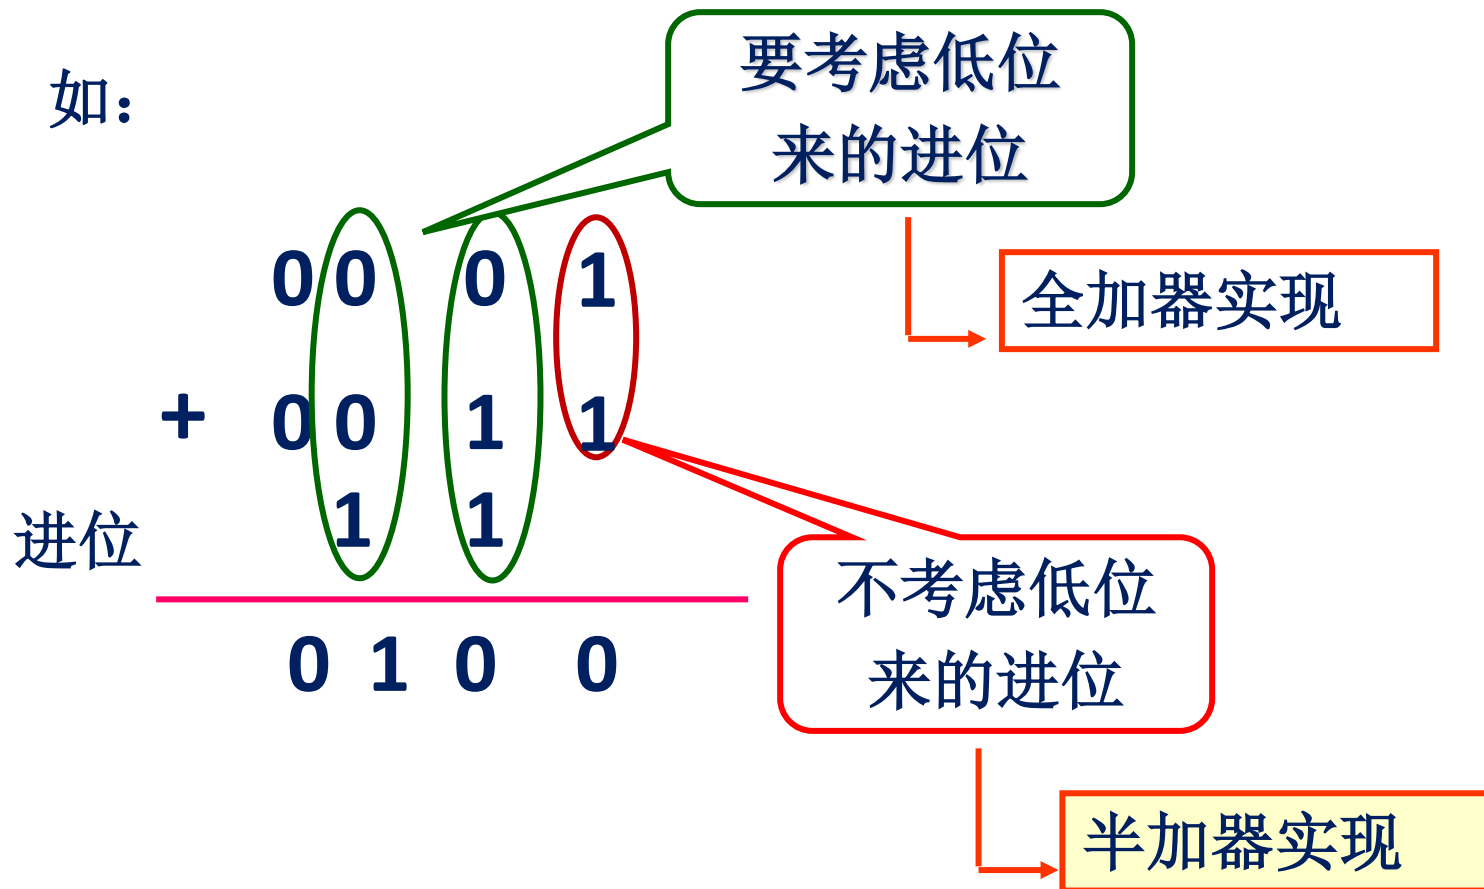 如：
要考虑低位
来的进位
全加器实现
0 0 0 1
+ 0 0 1 1
进位 1 1
0 1 0 0
不考虑低位
来的进位
半加器实现